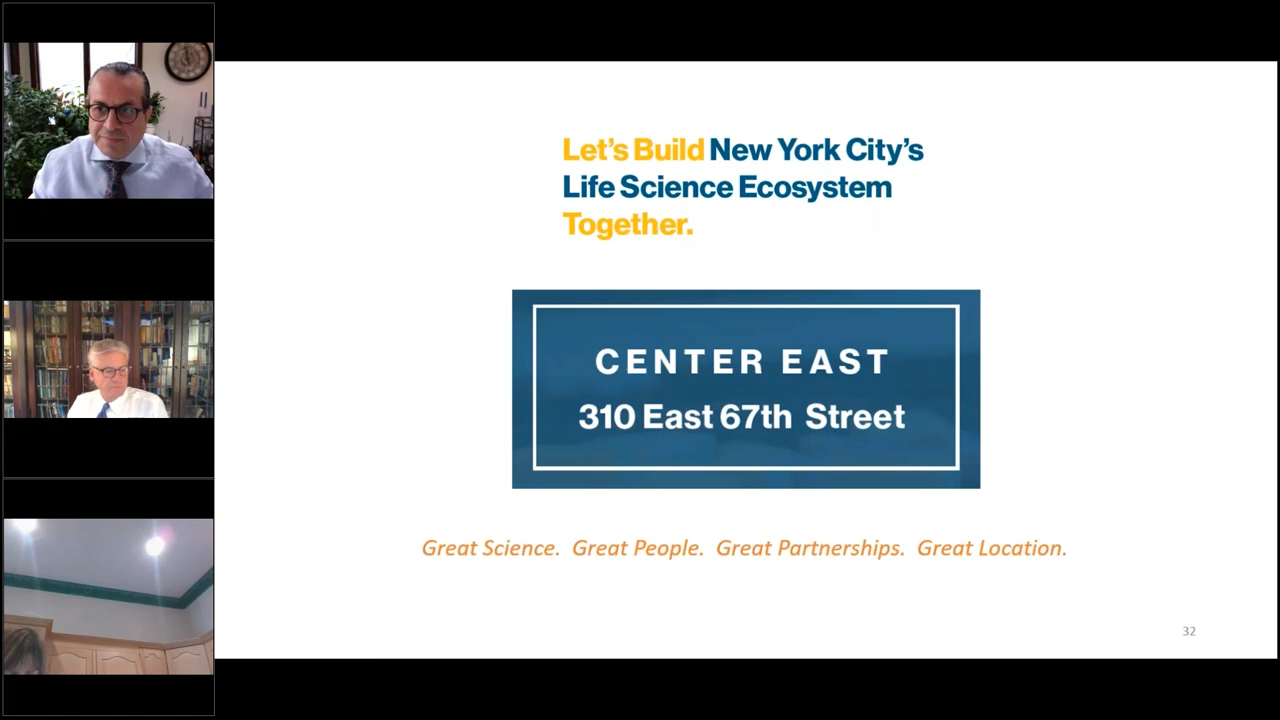 Let's Build New York City's
Life Science Ecosystem
Together.
CENTER EAST
310 East 67th Street
Great Science. Great People. Great Partnerships. Great Location.
32